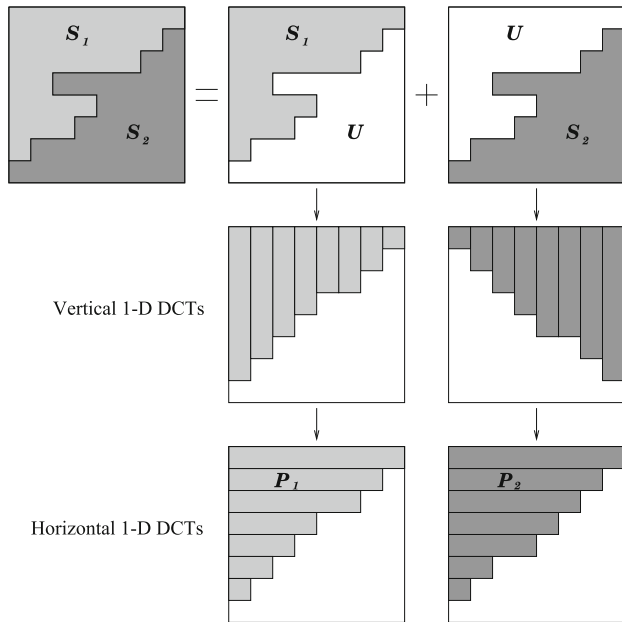 S₁ S₁ U
= +
S₂ U S₂
Vertical 1-D DCTs
P₁ P₂
Horizontal 1-D DCTs